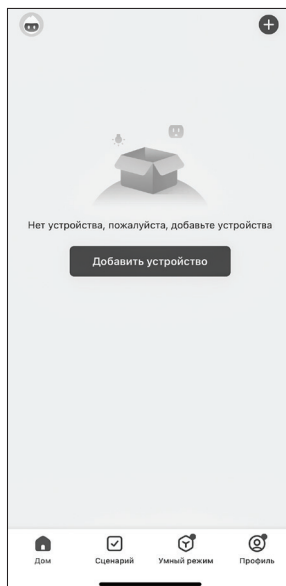 Нет устройства, пожалуйста, добавьте устройства
Добавить устройство
Дом
Сценарий
Умный режим
Профиль